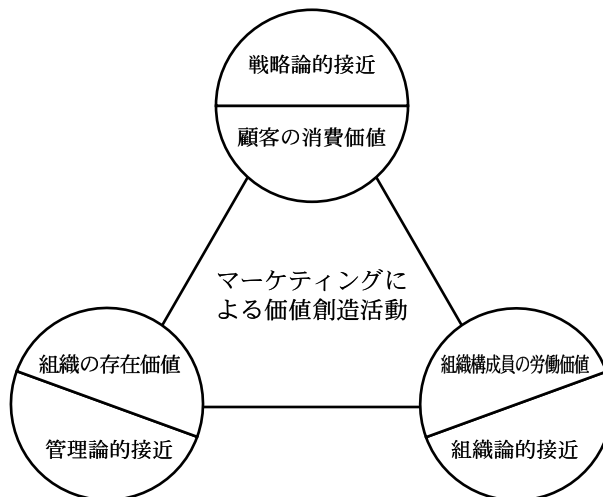 戦略論的接近
顧客の消費価値
マーケティングに
よる価値創造活動
組織の存在価値
管理論的接近
組織構成員の労働価値
組織論的接近